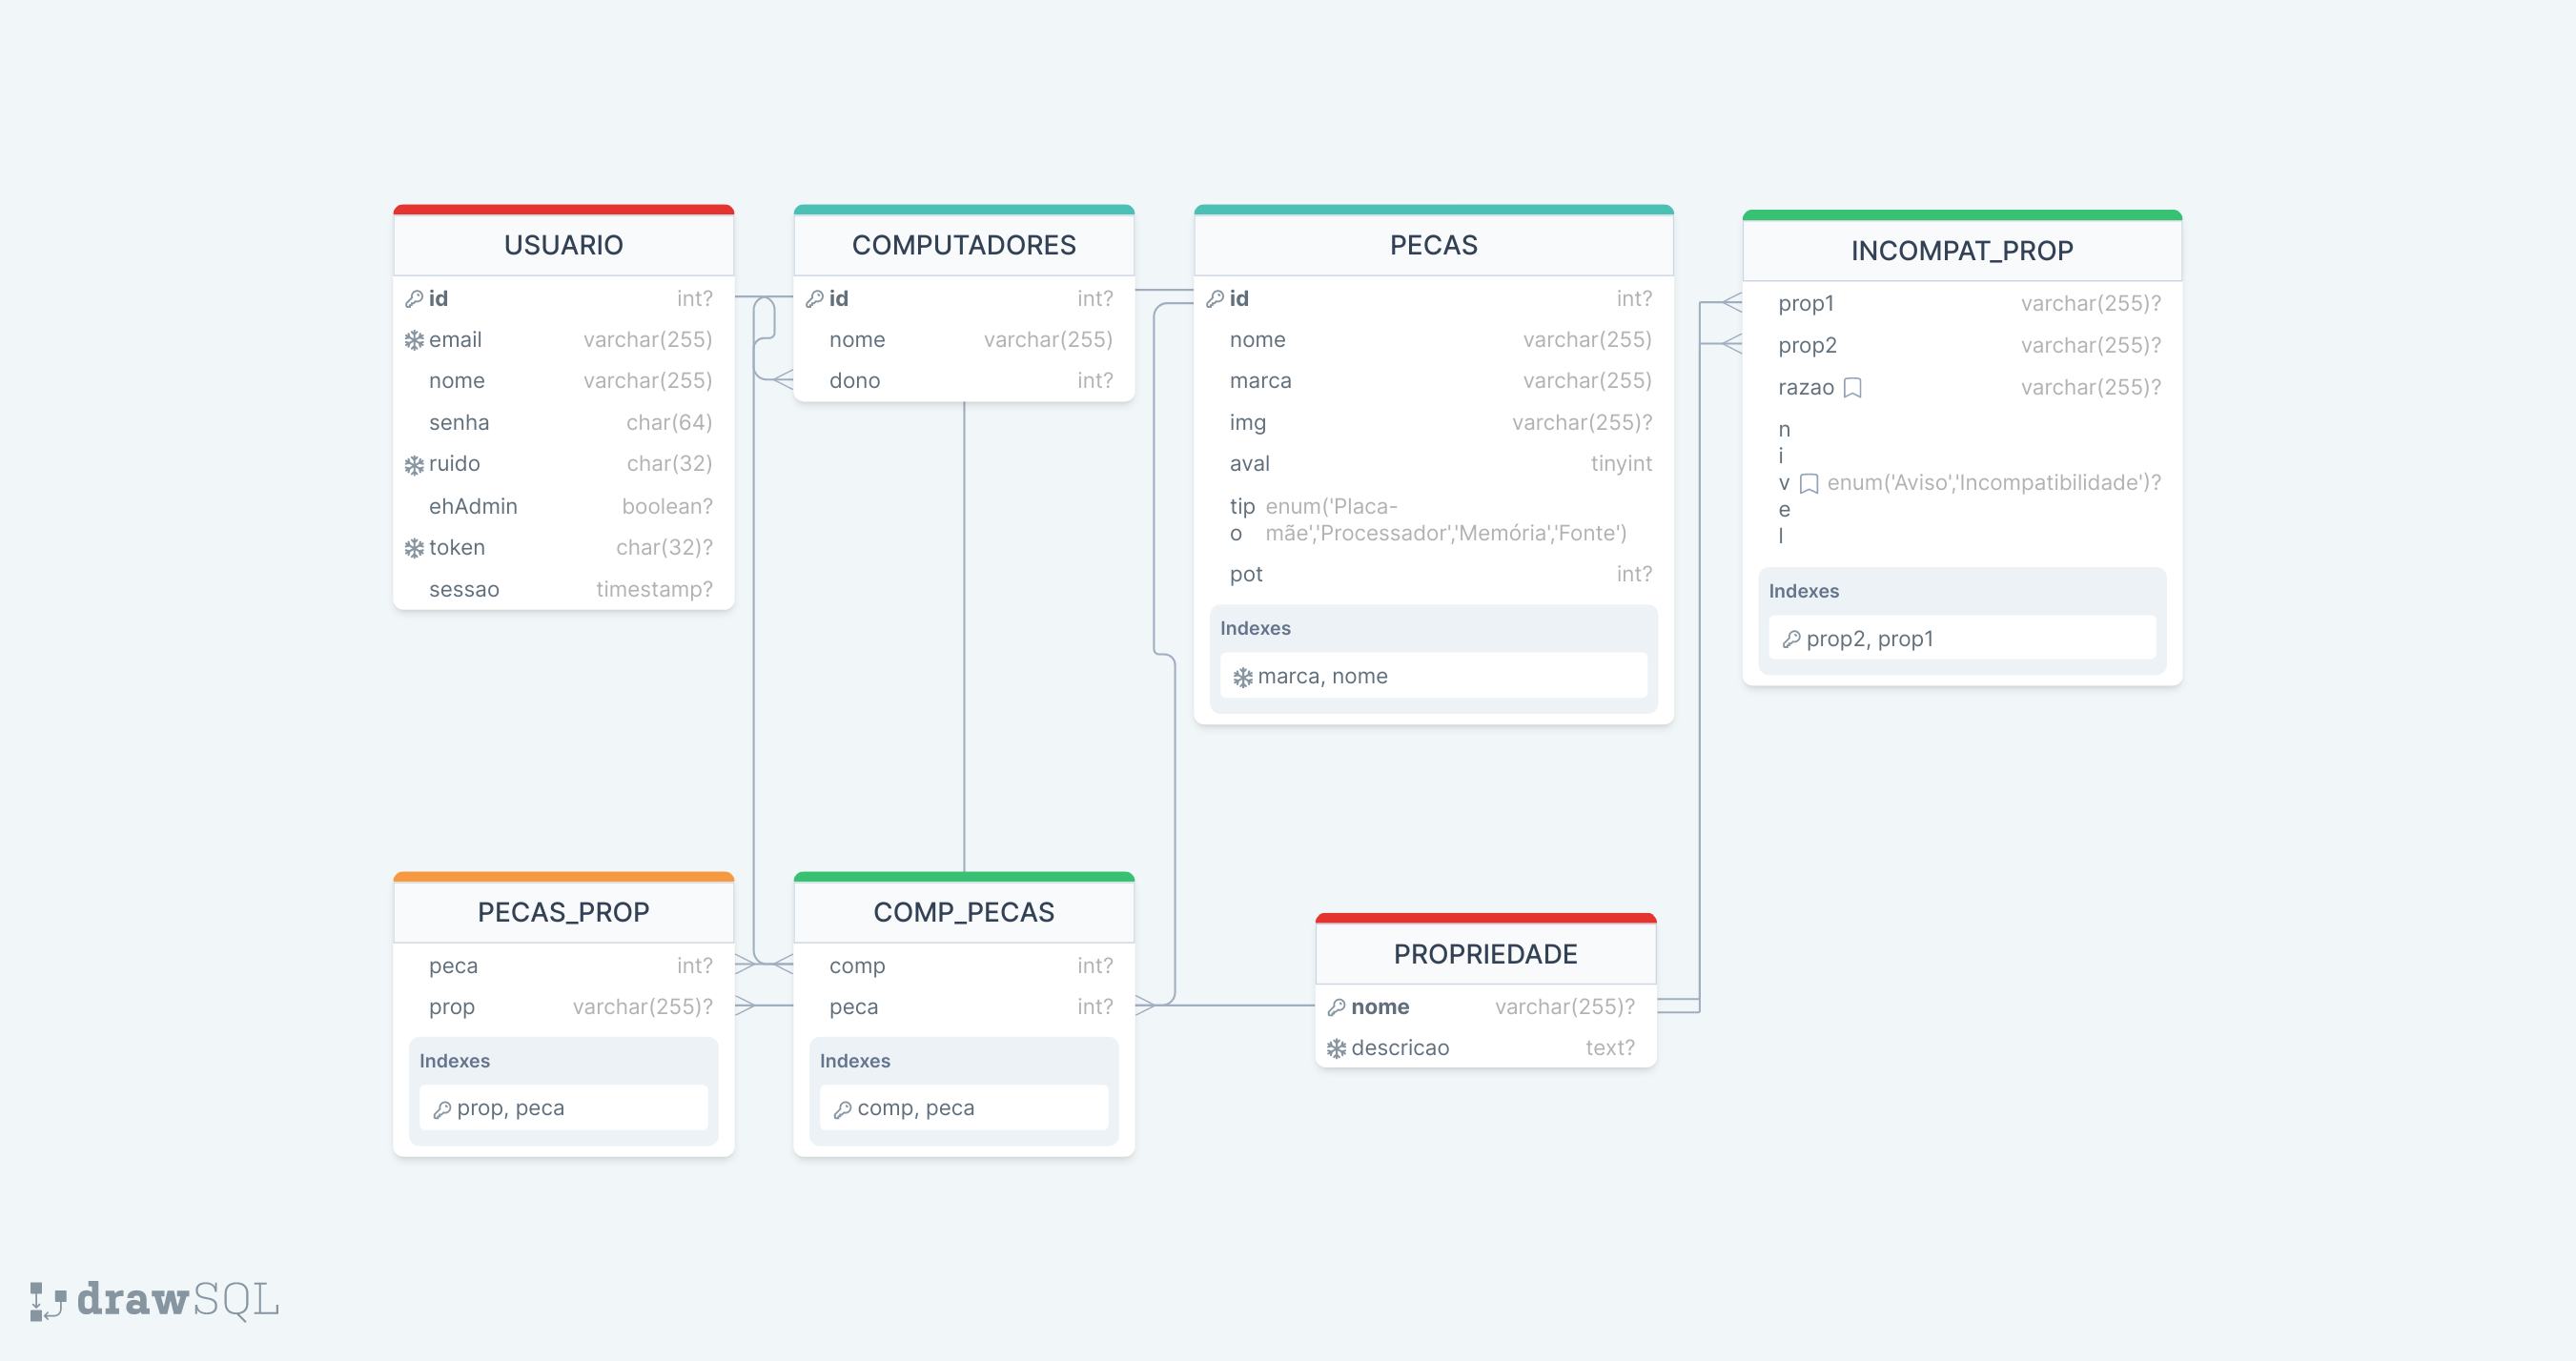 USUARIO
id int?
email varchar(255)
nome varchar(255)
senha char(64)
ruido char(32)
ehAdmin boolean?
token char(32)?
sessao timestamp?
COMPUTADORES
id int?
nome varchar(255)
dono int?
PECAS
id int?
nome varchar(255)
marca varchar(255)
img varchar(255)?
aval tinyint
tip enum('Placa-
o mãe','Processador','Memória','Fonte')
pot int?
Indexes
marca, nome
INCOMPAT_PROP
prop1 varchar(255)?
prop2 varchar(255)?
razao varchar(255)?
n
i
v enum('Aviso','Incompatibilidade')?
e
l
Indexes
prop2, prop1
PECAS_PROP
peca int?
prop varchar(255)?
Indexes
prop, peca
COMP_PECAS
comp int?
peca int?
Indexes
comp, peca
PROPRIEDADE
nome varchar(255)?
descricao text?
drawSQL